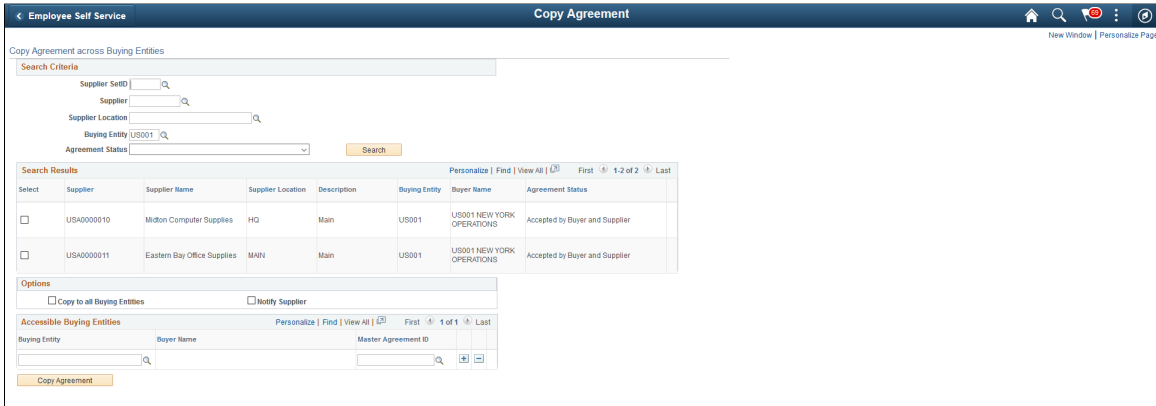 Employee Self Service
Copy Agreement
69
New Window | Personalize Page
Copy Agreement across Buying Entities
Search Criteria
Supplier SetID
Supplier
Supplier Location
Buying Entity US001
Agreement Status
Search
Search Results Personalize | Find | View All | First 1-2 of 2 Last
Select Supplier Supplier Name Supplier Location Description Buying Entity Buyer Name Agreement Status
USA0000010 Midton Computer Supplies HQ Main US001 US001 NEW YORK OPERATIONS Accepted by Buyer and Supplier
USA0000011 Eastern Bay Office Supplies MAIN Main US001 US001 NEW YORK OPERATIONS Accepted by Buyer and Supplier
Options
Copy to all Buying Entities Notify Supplier
Accessible Buying Entities Personalize | Find | View All | First 1 of 1 Last
Buying Entity Buyer Name Master Agreement ID
Copy Agreement